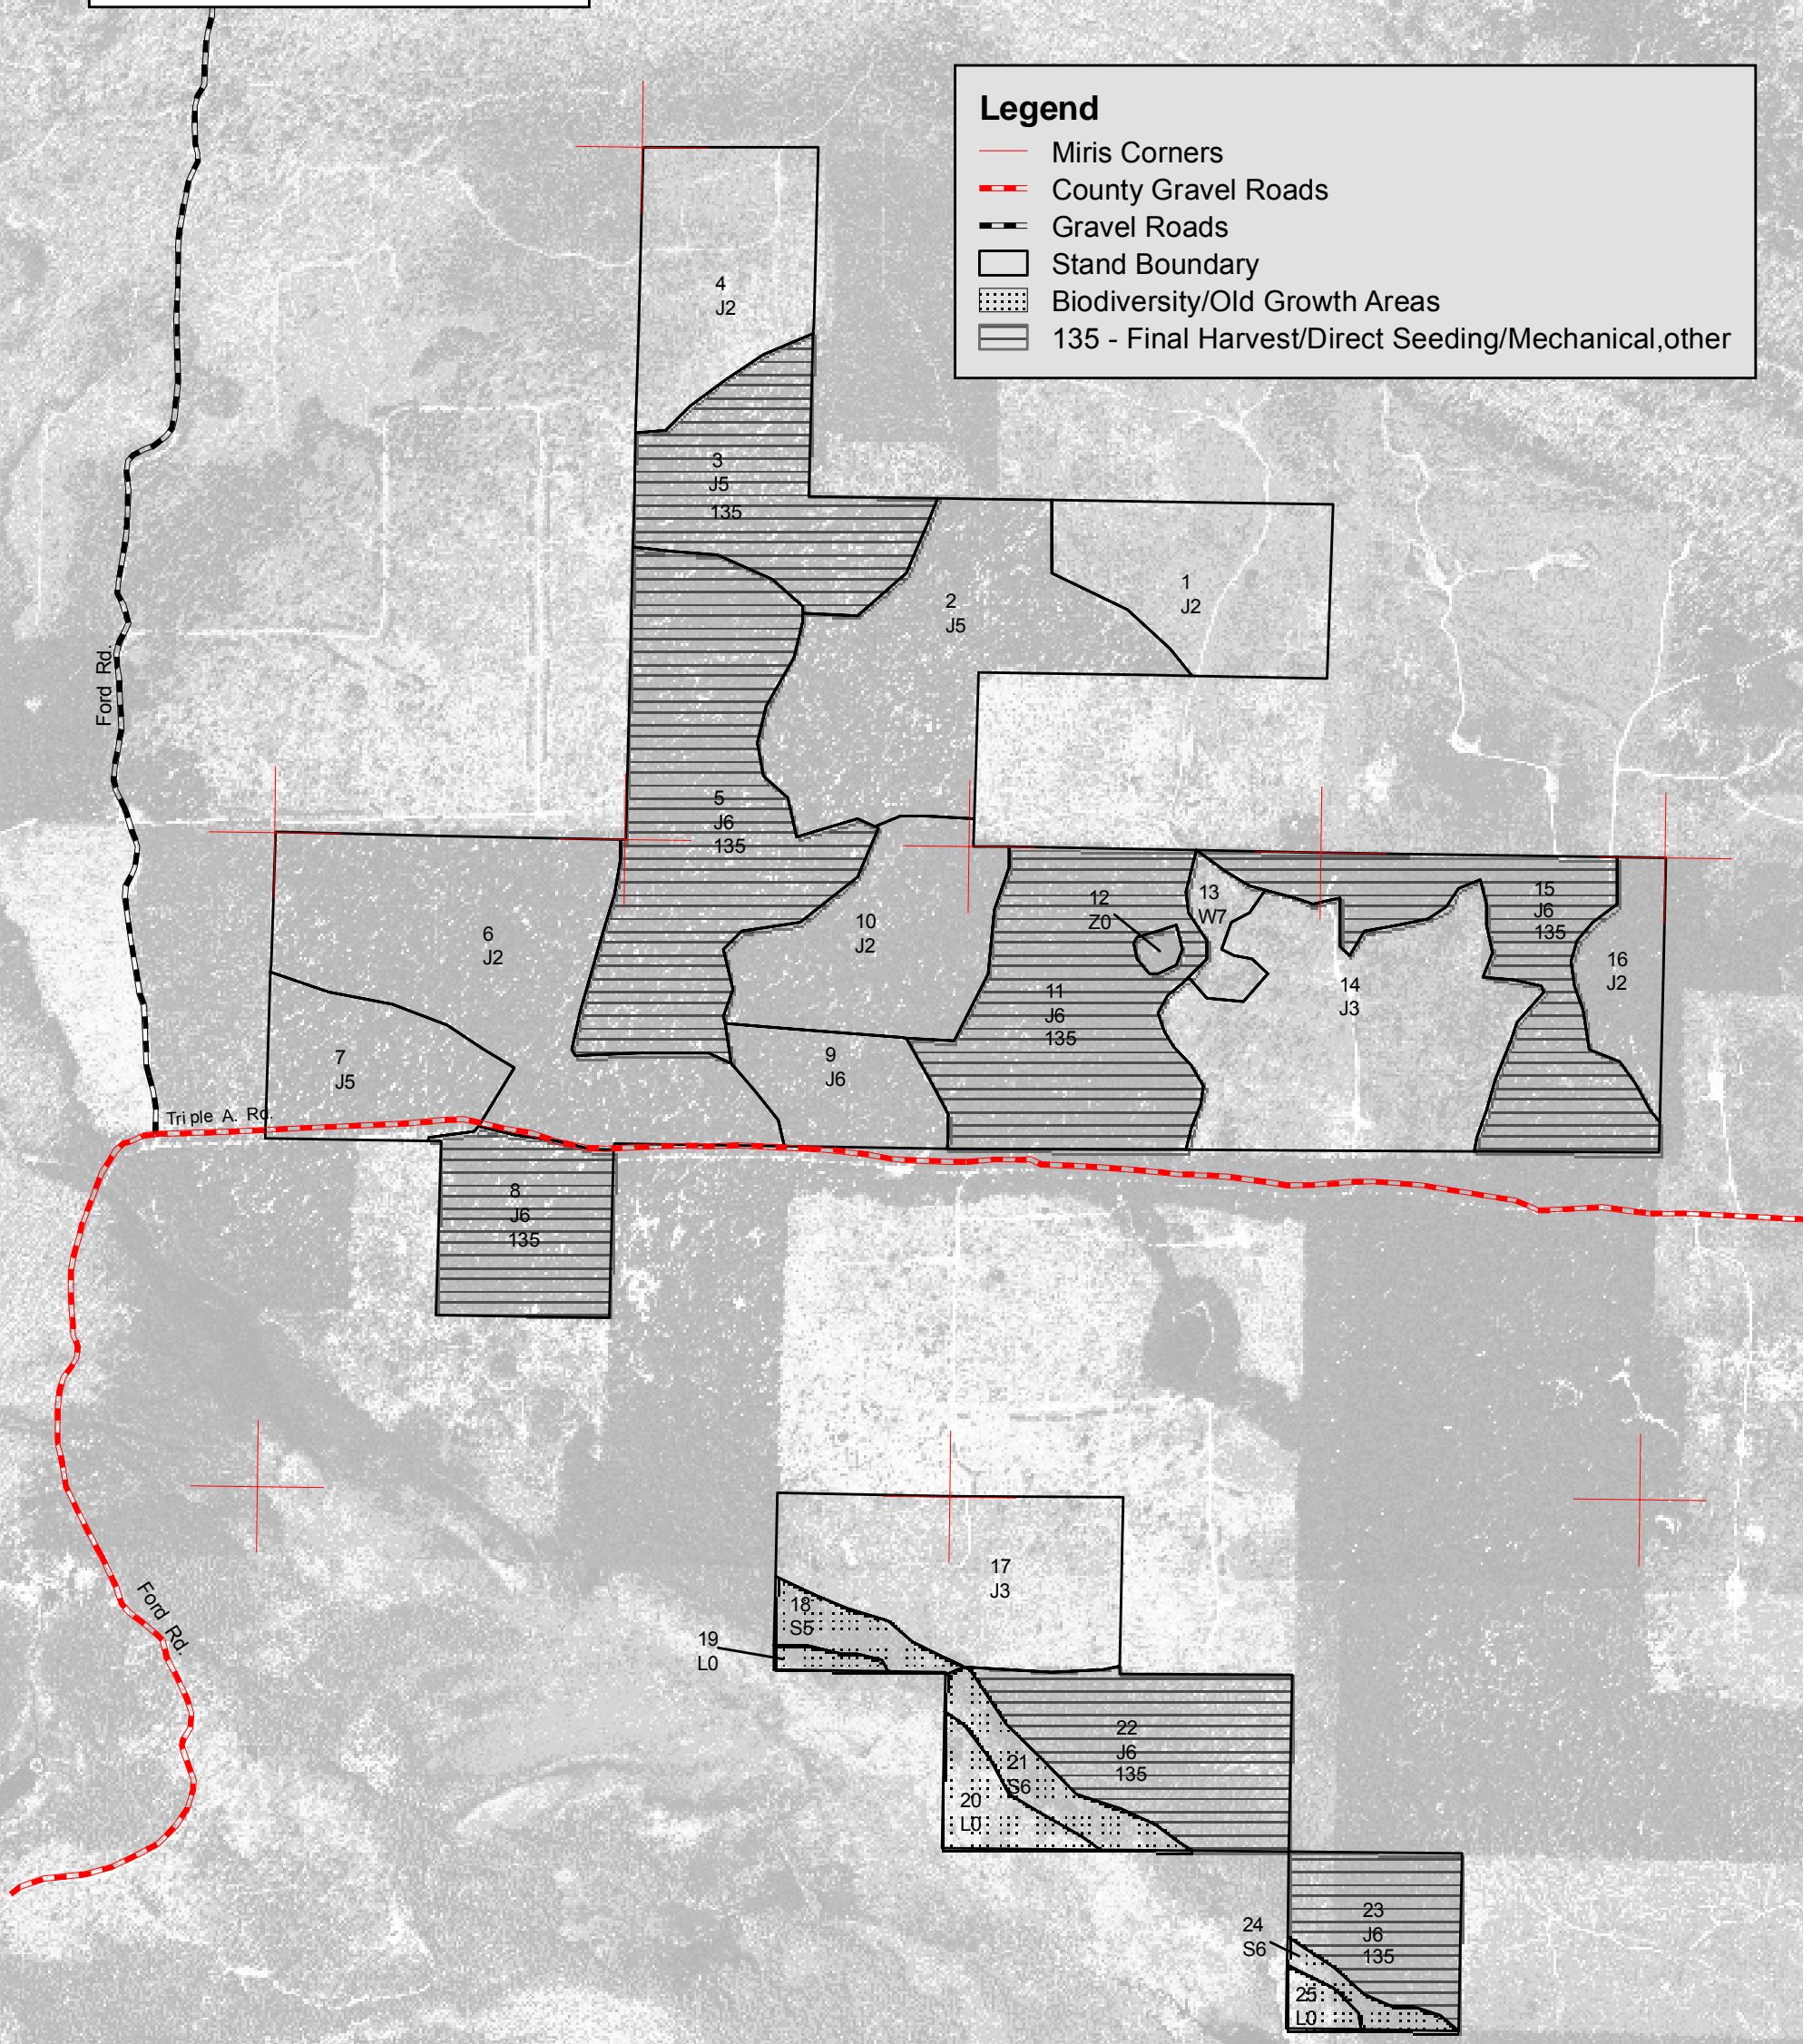 Legend
Miris Corners
County Gravel Roads
Gravel Roads
Stand Boundary
Biodiversity/Old Growth Areas
135 - Final Harvest/Direct Seeding/Mechanical,other
4
J2
3
J5
135
1
J2
2
J5
Ford Rd.
5
J6
135
6
J2
10
J2
12
Z0
13
W7
15
J6
135
16
J2
14
J3
11
J6
135
7
J5
9
J6
Triple A. Rd.
8
J6
135
17
J3
Ford Rd.
18
S5
19
L0
22
J6
135
21
S6
20
L0
23
J6
135
24
S6
25
L0